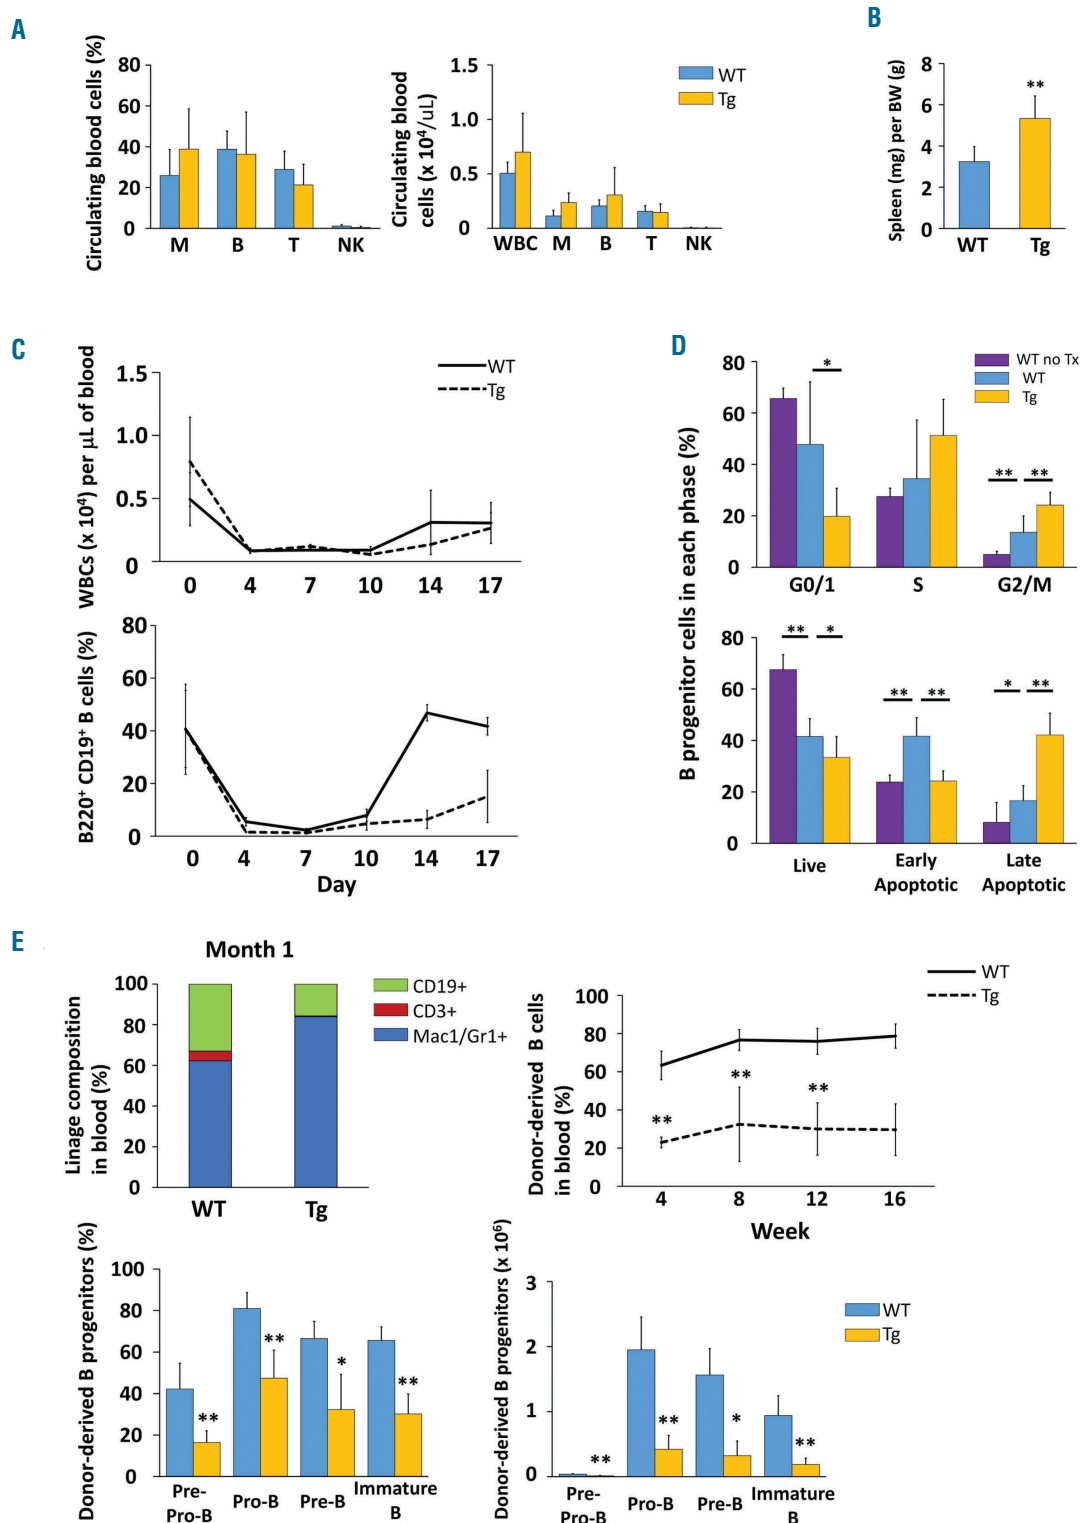 A
Circulating blood cells (%)
80
60
40
20
0
M B T NK
Circulating blood
cells (x 10⁴/uL)
1.5
1.0
0.5
0
WBC M B T NK
WT
Tg
B
Spleen (mg) per BW (g)
8
6
4
2
0
**
WT Tg
C
WBCs (x 10⁴) per µL of blood
1.5
1.0
0.5
0
WT
Tg
0 4 7 10 14 17
B220⁺ CD19⁺ B cells (%)
80
60
40
20
0
0 4 7 10 14 17
Day
D
B progenitor cells in each phase (%)
80
60
40
20
0
*
** **
WT no Tx
WT
Tg
G0/1 S G2/M
80
60
40
20
0
** *
** **
* **
Live
Early
Apoptotic
Late
Apoptotic
E
Month 1
Linage composition
in blood (%)
100
80
60
40
20
0
WT Tg
CD19+
CD3+
Mac1/Gr1+
Donor-derived B cells
in blood (%)
100
80
60
40
20
0
WT
Tg
**
**
**
4 8 12 16
Week
Donor-derived B progenitors (%)
100
80
60
40
20
0
**
**
*
**
Pre-
Pro-B
Pro-B
Pre-B
Immature
B
Donor-derived B progenitors (x 10⁶)
3
2
1
0
**
**
*
**
WT
Tg
Pre-
Pro-B
Pro-B
Pre-B
Immature
B